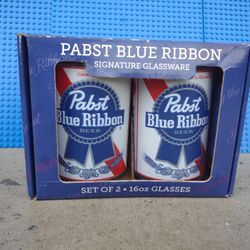 PABST BLUE RIBBON
SIGNATURE GLASSWARE
Pabst
Blue Ribbon
BEER
Pabst
Blue Ribbon
BEER
SET OF 2 • 16oz GLASSES